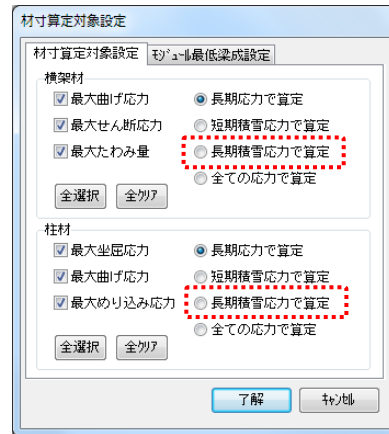 材寸算定対象設定
材寸算定対象設定 ﾓｼﾞｭｰﾙ最低梁成設定
横架材
最大曲げ応力 長期応力で算定
最大せん断応力 短期積雪応力で算定
最大たわみ量 長期積雪応力で算定
全ての応力で算定
全選択 全ｸﾘｱ
柱材
最大坐屈応力 長期応力で算定
最大曲げ応力 短期積雪応力で算定
最大めり込み応力 長期積雪応力で算定
全ての応力で算定
全選択 全ｸﾘｱ
了解 ｷｬﾝｾﾙ